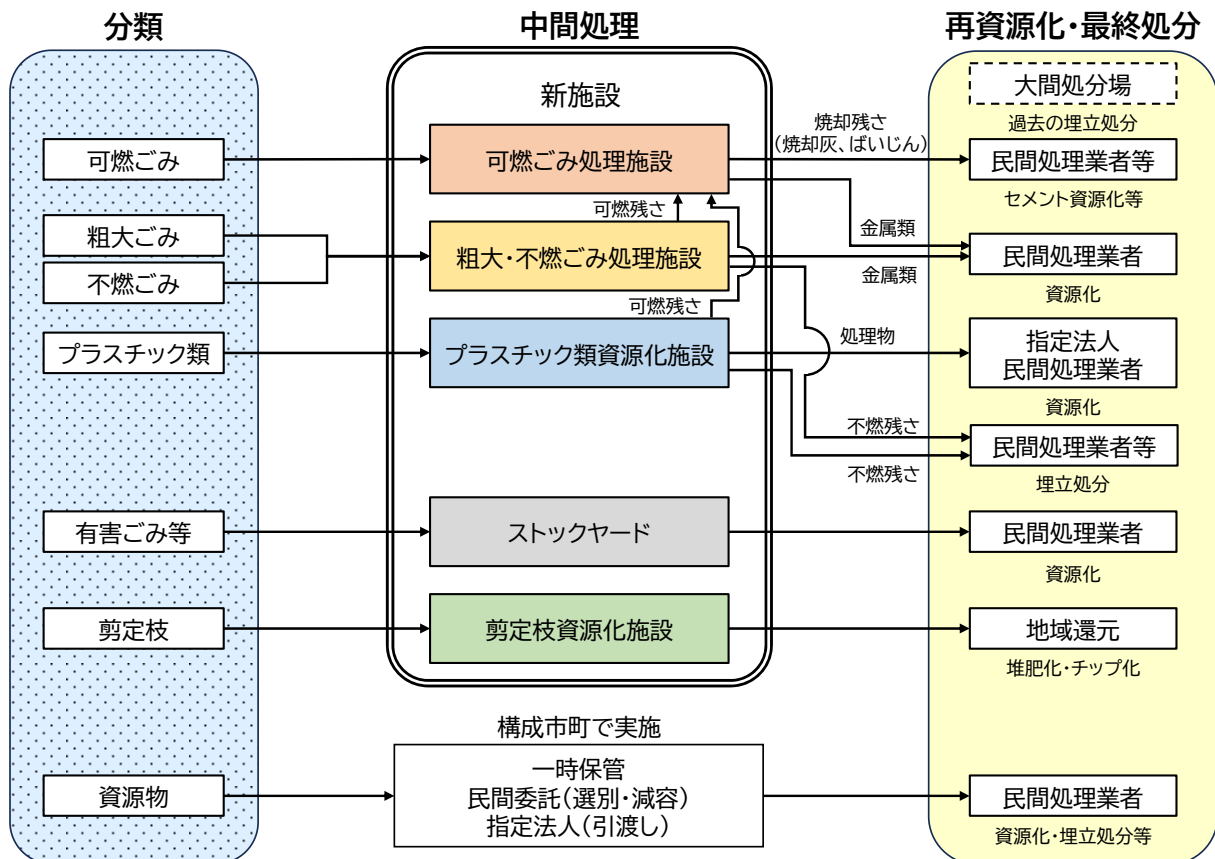 分類
中間処理
再資源化・最終処分
新施設
大間処分場
過去の埋立処分
可燃ごみ
可燃ごみ処理施設
焼却残さ
(焼却灰、ばいじん)
民間処理業者等
セメント資源化等
可燃残さ
金属類
粗大ごみ
不燃ごみ
粗大・不燃ごみ処理施設
金属類
民間処理業者
資源化
可燃残さ
プラスチック類
プラスチック類資源化施設
処理物
指定法人
民間処理業者
資源化
不燃残さ
不燃残さ
民間処理業者等
埋立処分
有害ごみ等
ストックヤード
民間処理業者
資源化
剪定枝
剪定枝資源化施設
地域還元
堆肥化・チップ化
構成市町で実施
資源物
一時保管
民間委託(選別・減容)
指定法人(引渡し)
民間処理業者
資源化・埋立処分等